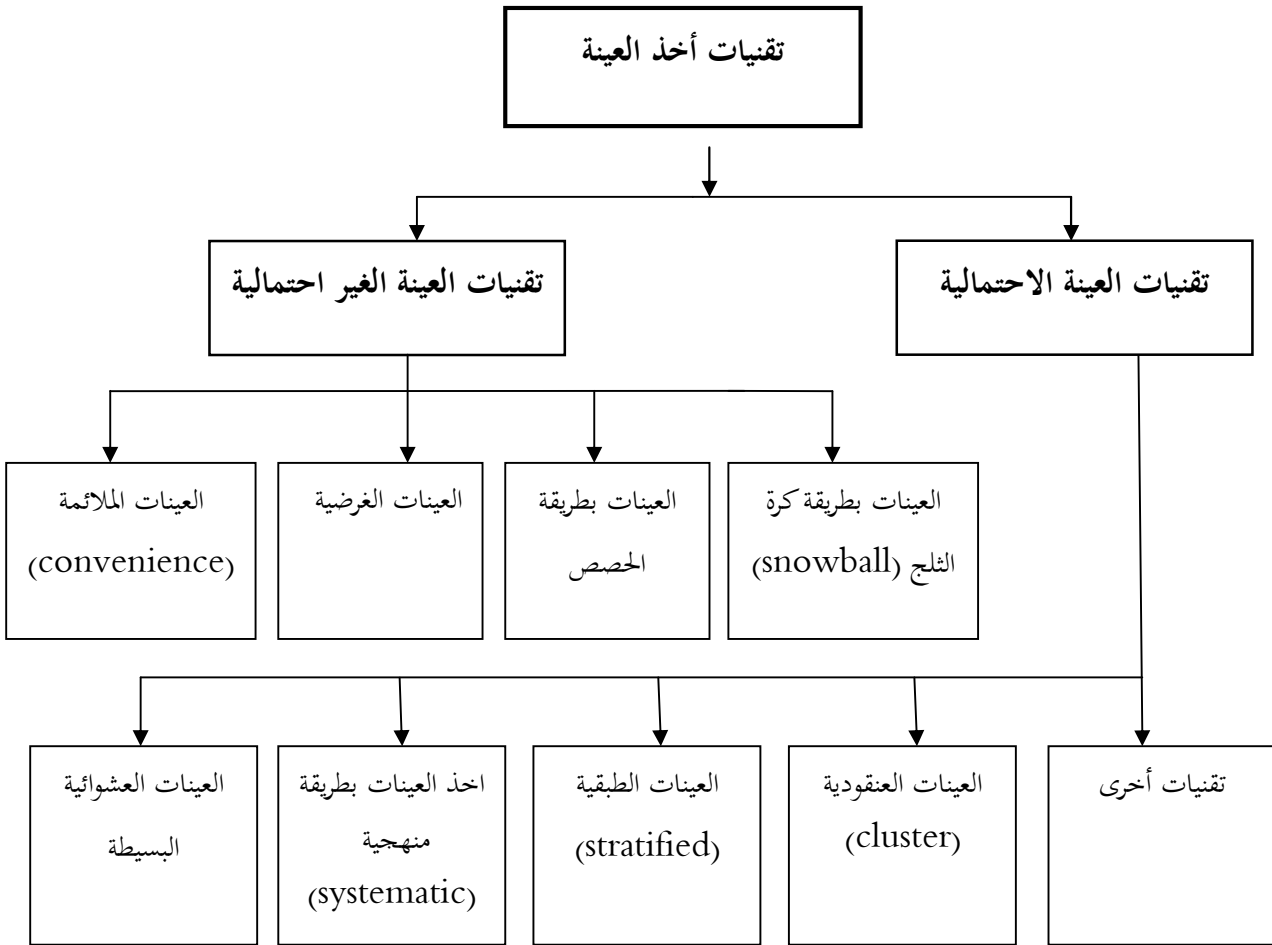 تقنيات أخذ العينة
تقنيات العينة الاحتمالية
تقنيات العينة الغير احتمالية
العينات بطريقة كرة
الثلج (snowball)
العينات بطريقة
الحصص
العينات الغرضية
العينات الملائمة
(convenience)
تقنيات أخرى
العينات العنقودية
(cluster)
العينات الطبقية
(stratified)
اخذ العينات بطريقة
منهجية
(systematic)
العينات العشوائية
البسيطة